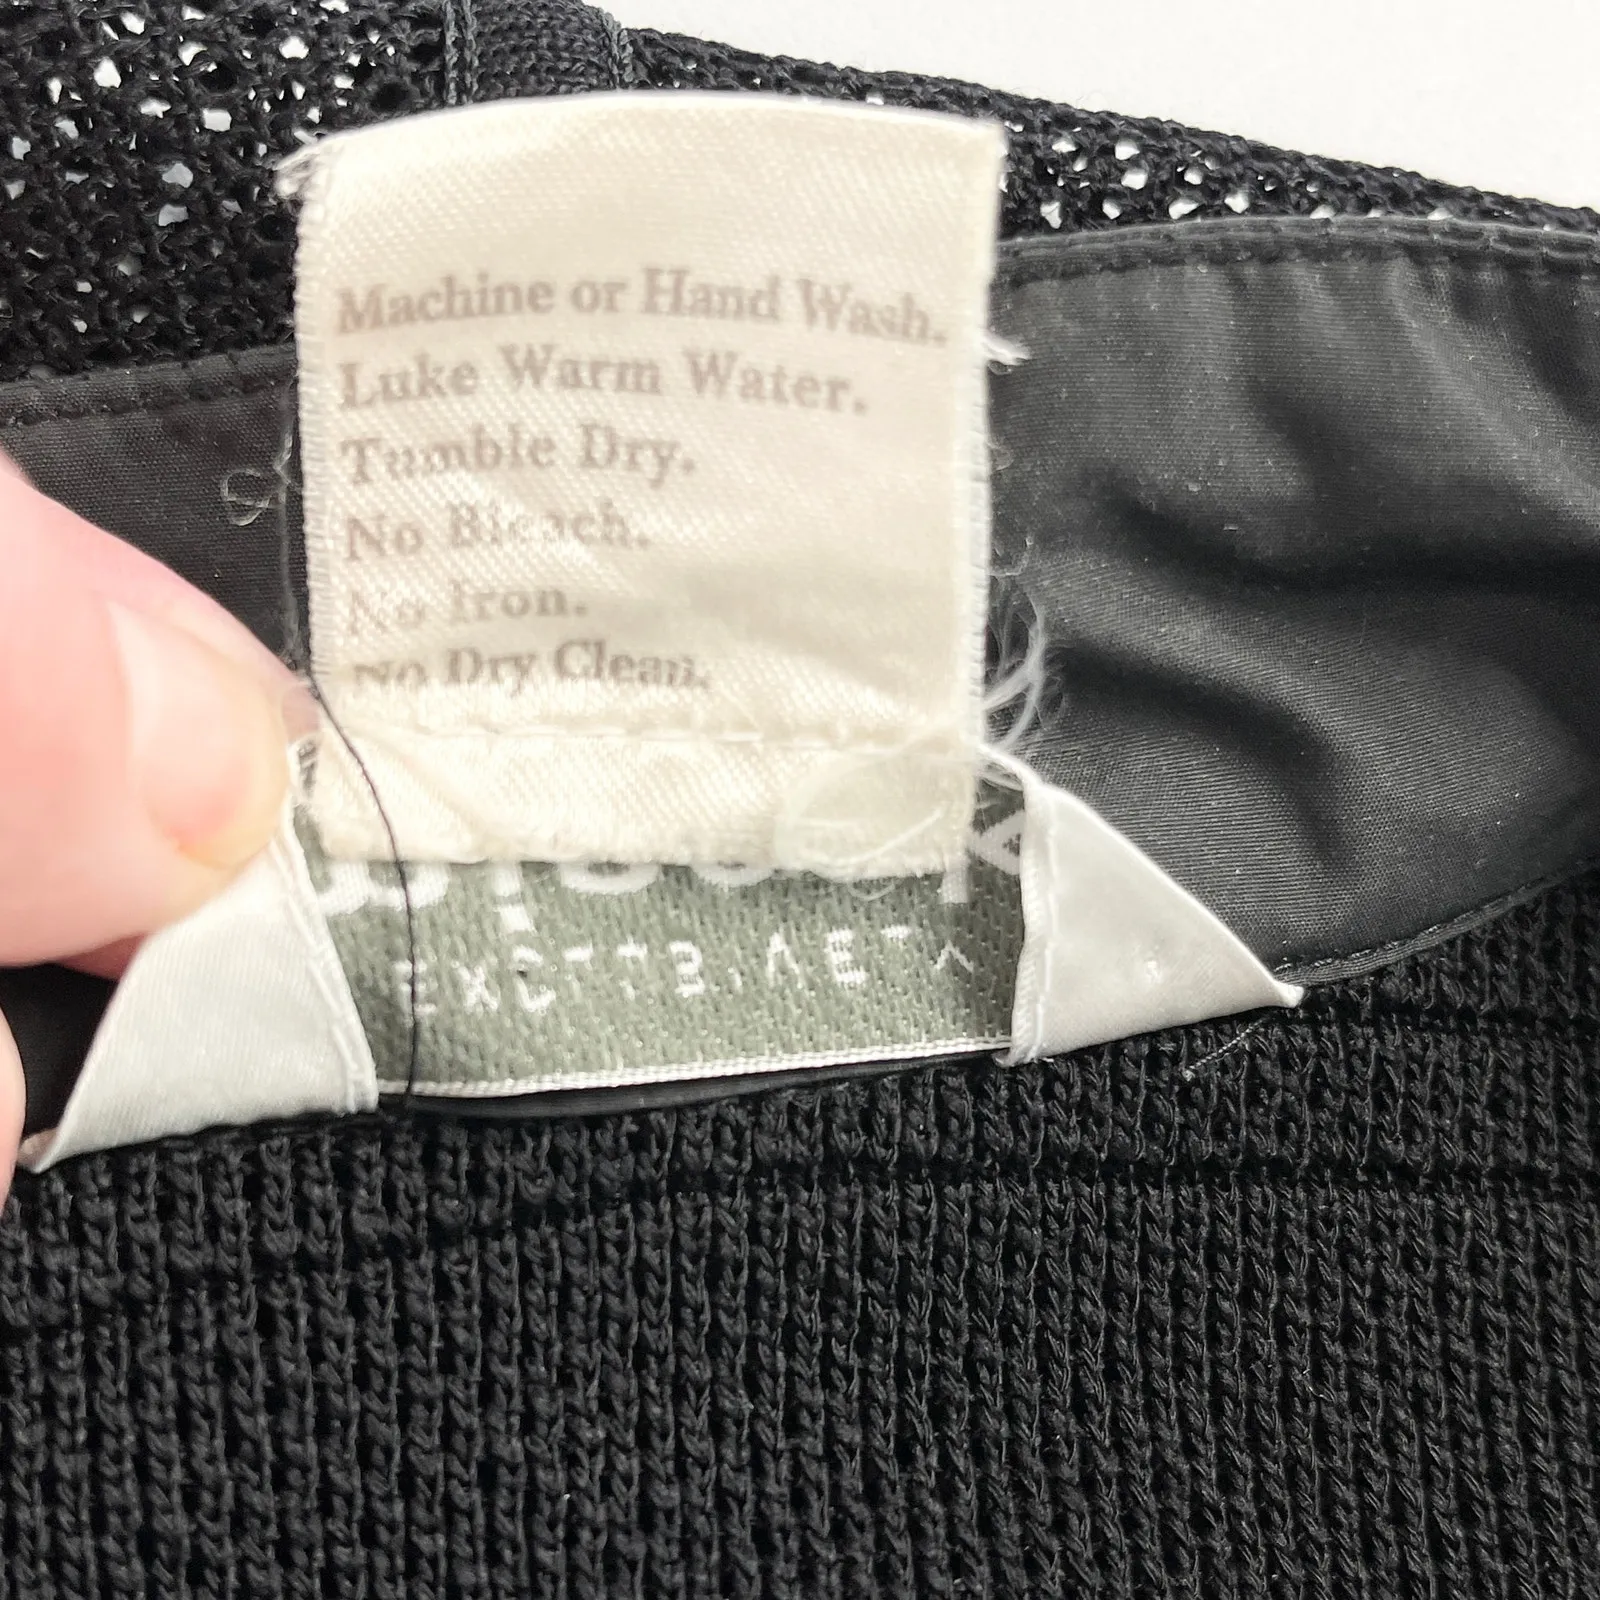 Machine or Hand Wash.
Luke Warm Water.
Tumble Dry.
No Bleach.
No Iron.
No Dry Clean.